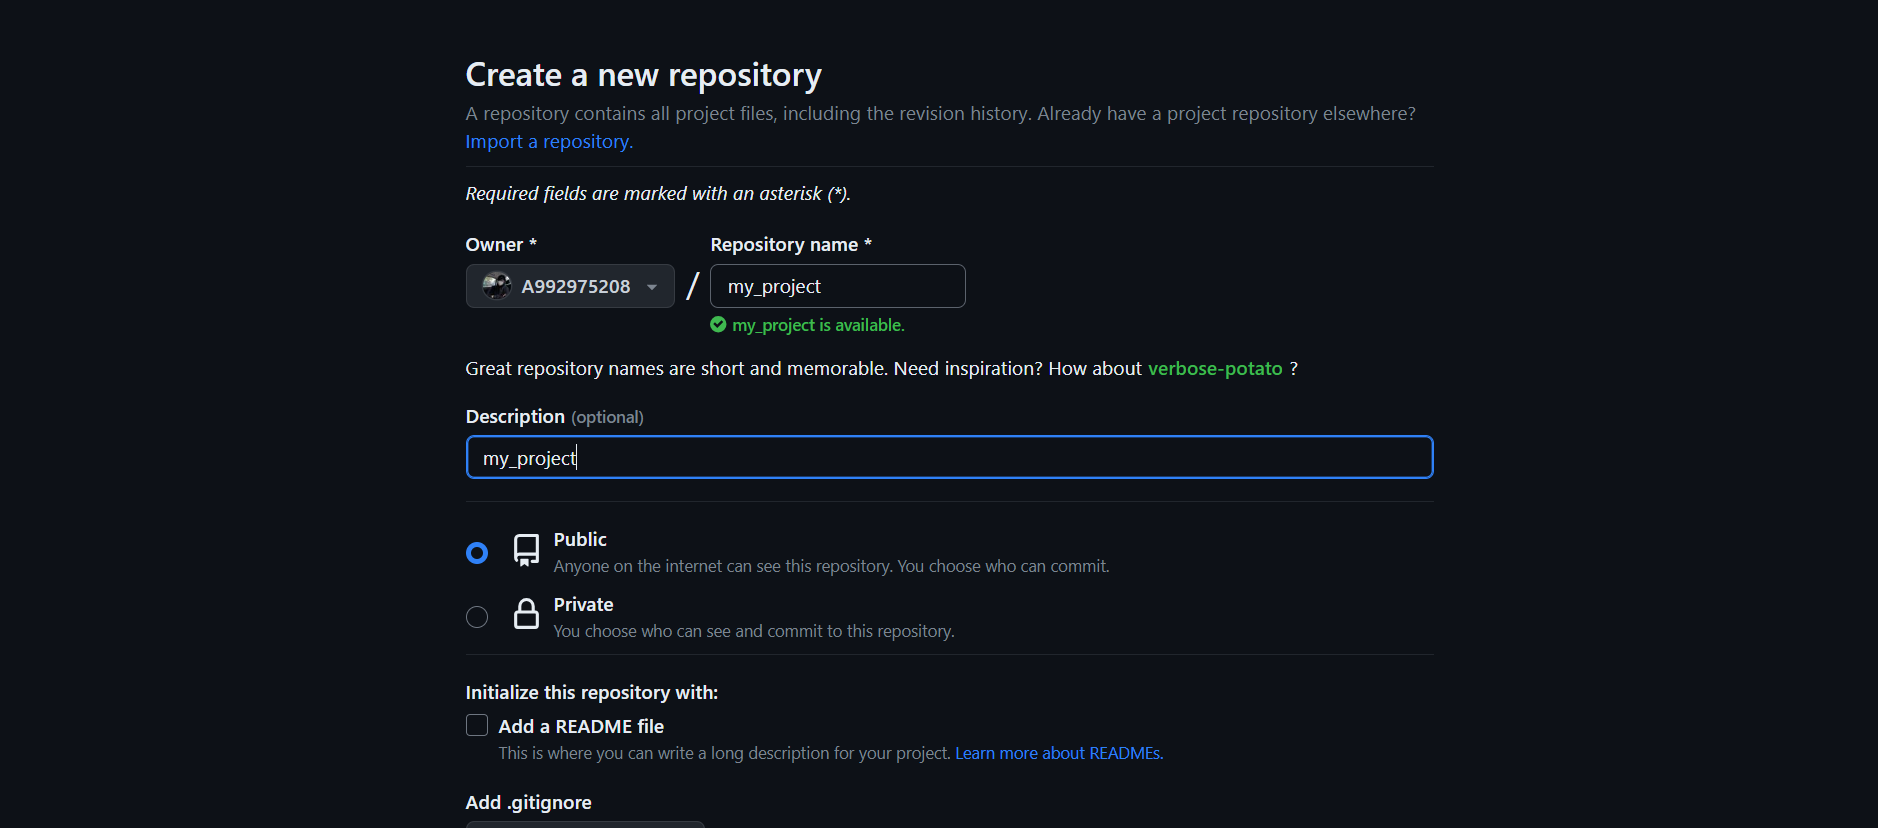 Create a new repository
A repository contains all project files, including the revision history. Already have a project repository elsewhere?
Import a repository.
Required fields are marked with an asterisk (*).
Owner *
Repository name *
A992975208
/
my_project
my_project is available.
Great repository names are short and memorable. Need inspiration? How about verbose-potato ?
Description (optional)
my_project
Public
Anyone on the internet can see this repository. You choose who can commit.
Private
You choose who can see and commit to this repository.
Initialize this repository with:
Add a README file
This is where you can write a long description for your project. Learn more about READMEs.
Add .gitignore